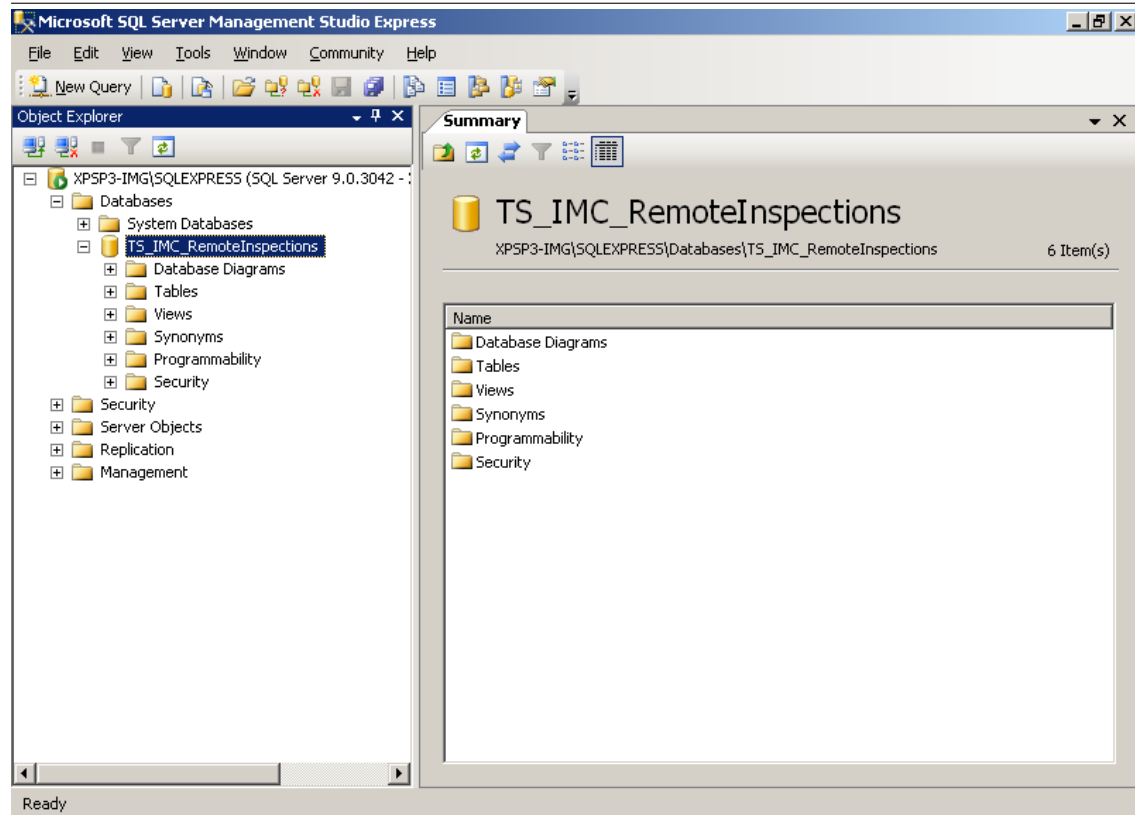 Microsoft SQL Server Management Studio Express
File Edit View Tools Window Community Help
New Query
Object Explorer
XPSP3-IMG\SQLEXPRESS (SQL Server 9.0.3042 -
Databases
System Databases
TS_IMC_RemoteInspections
Database Diagrams
Tables
Views
Synonyms
Programmability
Security
Security
Server Objects
Replication
Management
Summary
TS_IMC_RemoteInspections
XPSP3-IMG\SQLEXPRESS\Databases\TS_IMC_RemoteInspections 6 Item(s)
Name
Database Diagrams
Tables
Views
Synonyms
Programmability
Security
Ready